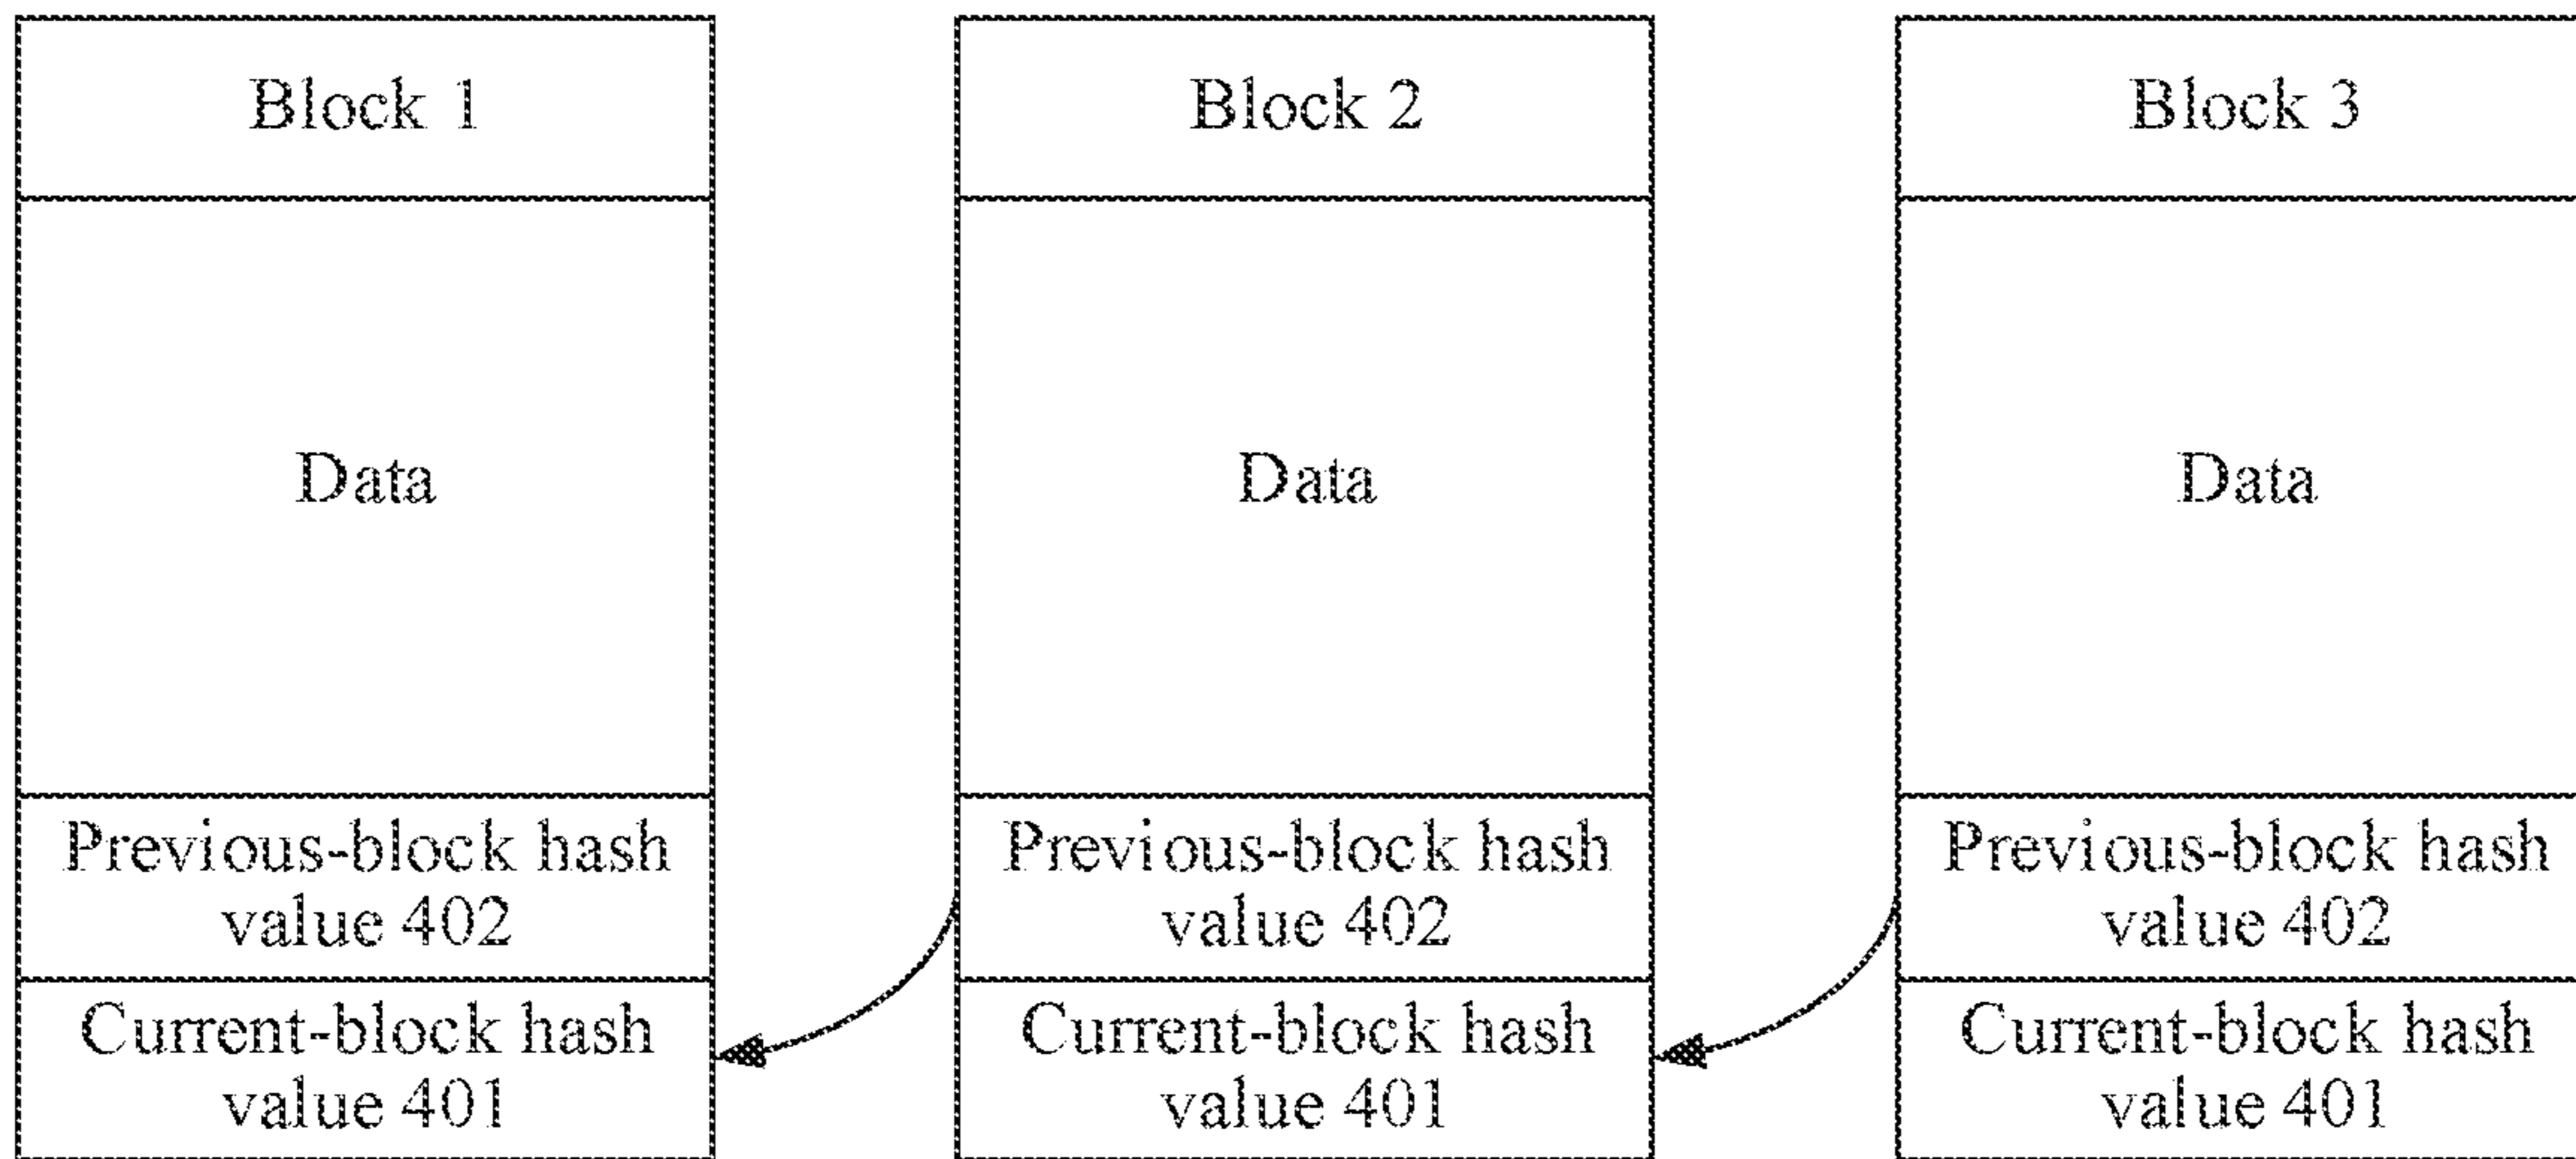 Block 1
Data
Previous-block hash
value 402
Current-block hash
value 401
Block 2
Data
Previous-block hash
value 402
Current-block hash
value 401
Block 3
Data
Previous-block hash
value 402
Current-block hash
value 401